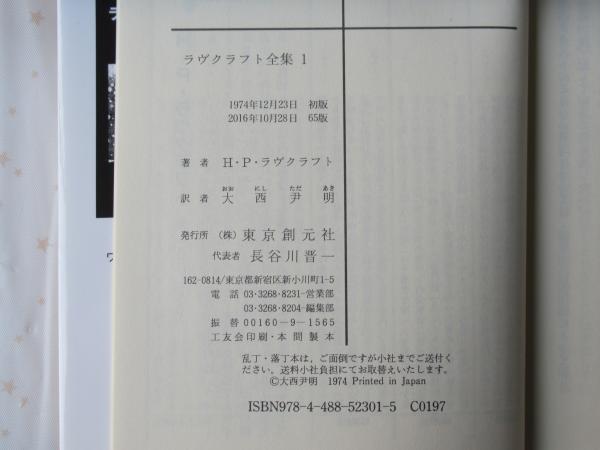 ラヴクラフト全集 1
1974年12月23日 初版
2016年10月28日 65版
著者 H・P・ラヴクラフト
おおにしただあき
訳者 大西尹明
発行所 (株) 東京創元社
代表者 長谷川晋一
162-0814/東京都新宿区新小川町1-5
電話 03・3268・8231-営業部
03・3268・8204-編集部
振替 00160-9-1565
工友会印刷・本間製本
乱丁・落丁本は,ご面倒ですが小社までご送付く
ださい。送料小社負担にてお取替えいたします。
©大西尹明 1974 Printed in Japan
ISBN978-4-488-52301-5 C0197